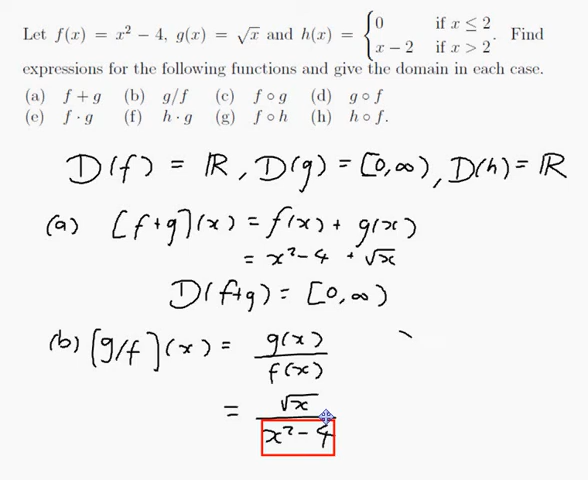 Let f(x) = x² − 4, g(x) = √x and h(x) = { 0 if x ≤ 2
x − 2 if x > 2 . Find
expressions for the following functions and give the domain in each case.
(a) f + g (b) g/f (c) f ∘ g (d) g ∘ f
(e) f · g (f) h · g (g) f ∘ h (h) h ∘ f.
D(f) = ℝ, D(g) = [0,∞), D(h) = ℝ
(a) [f+g](x) = f(x) + g(x)
= x² − 4 + √x
D(f+g) = [0,∞)
(b) [g/f](x) = g(x)/f(x)
= √x/(x² − 4)